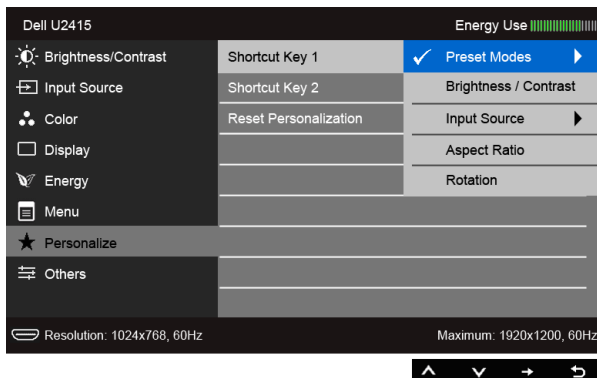 Dell U2415
Energy Use
Brightness/Contrast
Shortcut Key 1
Preset Modes
Input Source
Shortcut Key 2
Brightness / Contrast
Color
Reset Personalization
Input Source
Display
Aspect Ratio
Energy
Rotation
Menu
Personalize
Others
Resolution: 1024x768, 60Hz
Maximum: 1920x1200, 60Hz